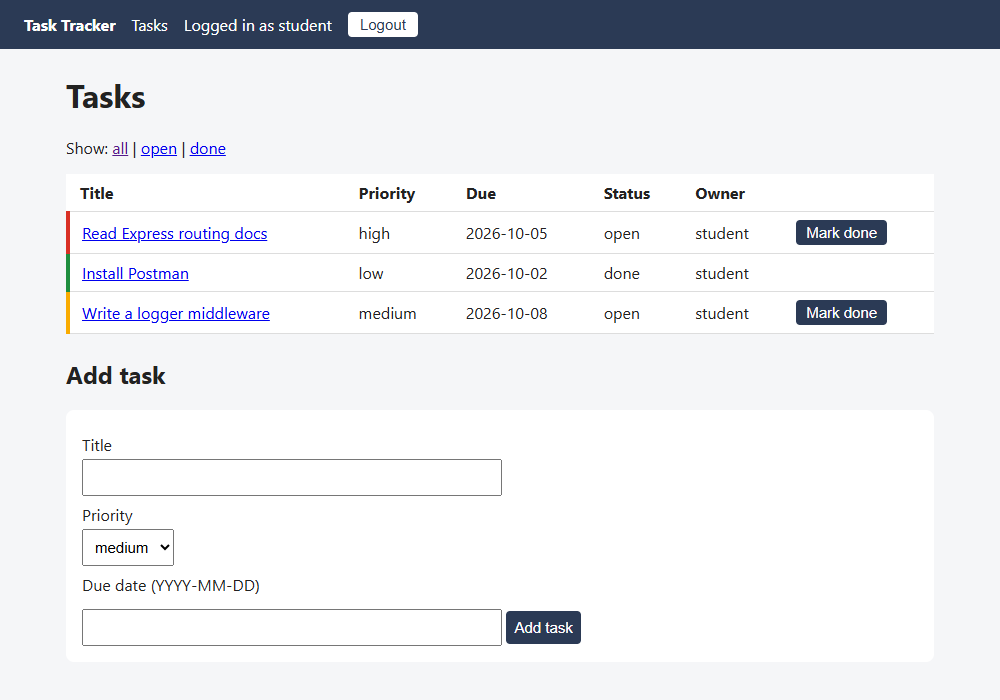 Task Tracker Tasks Logged in as student Logout
Tasks
Show: all | open | done
Title Priority Due Status Owner
Read Express routing docs high 2026-10-05 open student Mark done
Install Postman low 2026-10-02 done student
Write a logger middleware medium 2026-10-08 open student Mark done
Add task
Title
Priority
medium
Due date (YYYY-MM-DD)
Add task